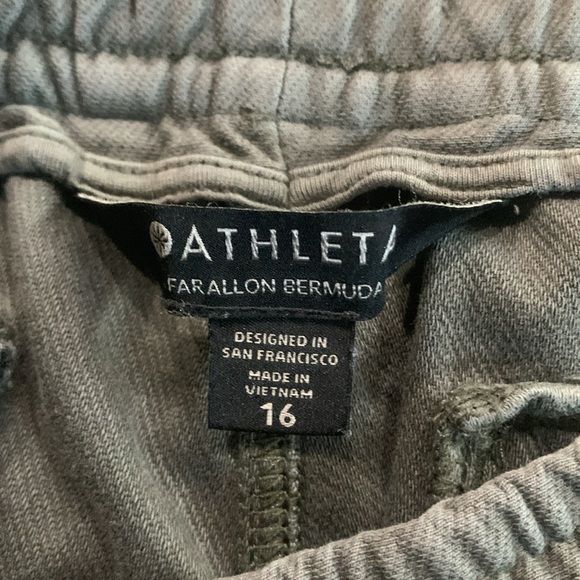 ATHLETA
FARALLON BERMUDA
DESIGNED IN
SAN FRANCISCO
MADE IN
VIETNAM
16